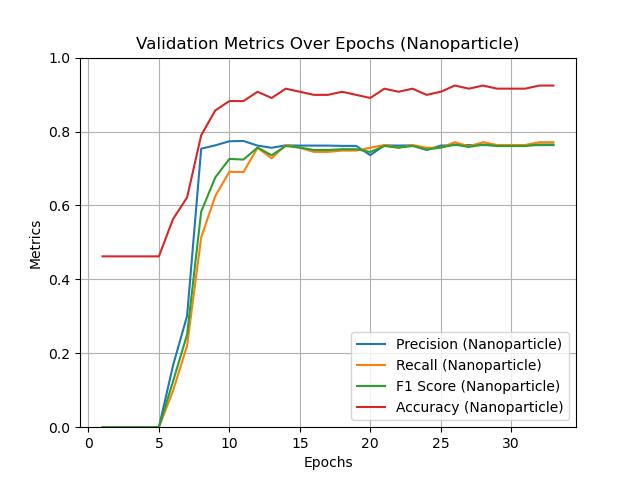 Validation Metrics Over Epochs (Nanoparticle)
1.0
0.8
0.6
0.4
0.2
0.0
Metrics
0 5 10 15 20 25 30
Epochs
Precision (Nanoparticle)
Recall (Nanoparticle)
F1 Score (Nanoparticle)
Accuracy (Nanoparticle)